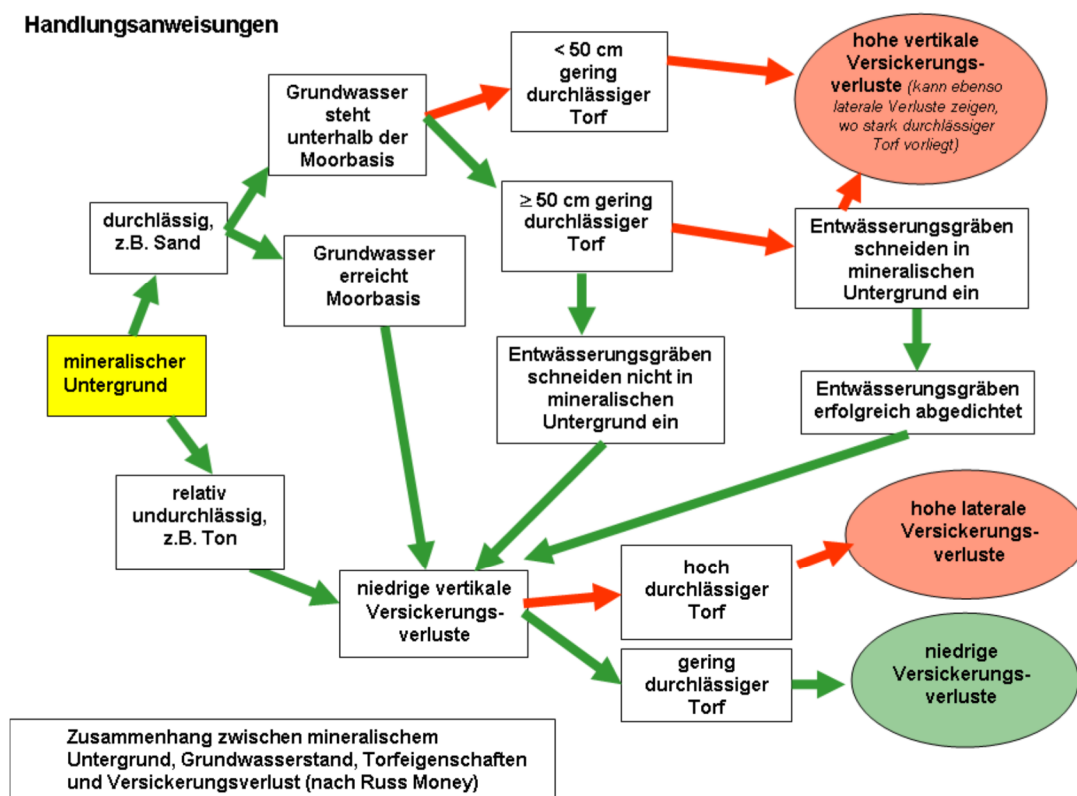 Handlungsanweisungen
< 50 cm
gering
durchlässiger
Torf
hohe vertikale
Versickerungs-
verluste (kann ebenso
laterale Verluste zeigen,
wo stark durchlässiger
Torf vorliegt)
Grundwasser
steht
unterhalb der
Moorbasis
≥ 50 cm gering
durchlässiger
Torf
durchlässig,
z.B. Sand
Entwässerungsgräben
schneiden in
mineralischen
Untergrund ein
Grundwasser
erreicht
Moorbasis
mineralischer
Untergrund
Entwässerungsgräben
schneiden nicht in
mineralischen
Untergrund ein
Entwässerungsgräben
erfolgreich abgedichtet
relativ
undurchlässig,
z.B. Ton
hohe laterale
Versickerungs-
verluste
niedrige vertikale
Versickerungs-
verluste
hoch
durchlässiger
Torf
gering
durchlässiger
Torf
niedrige
Versickerungs-
verluste
Zusammenhang zwischen mineralischem
Untergrund, Grundwasserstand, Torfeigenschaften
und Versickerungsverlust (nach Russ Money)